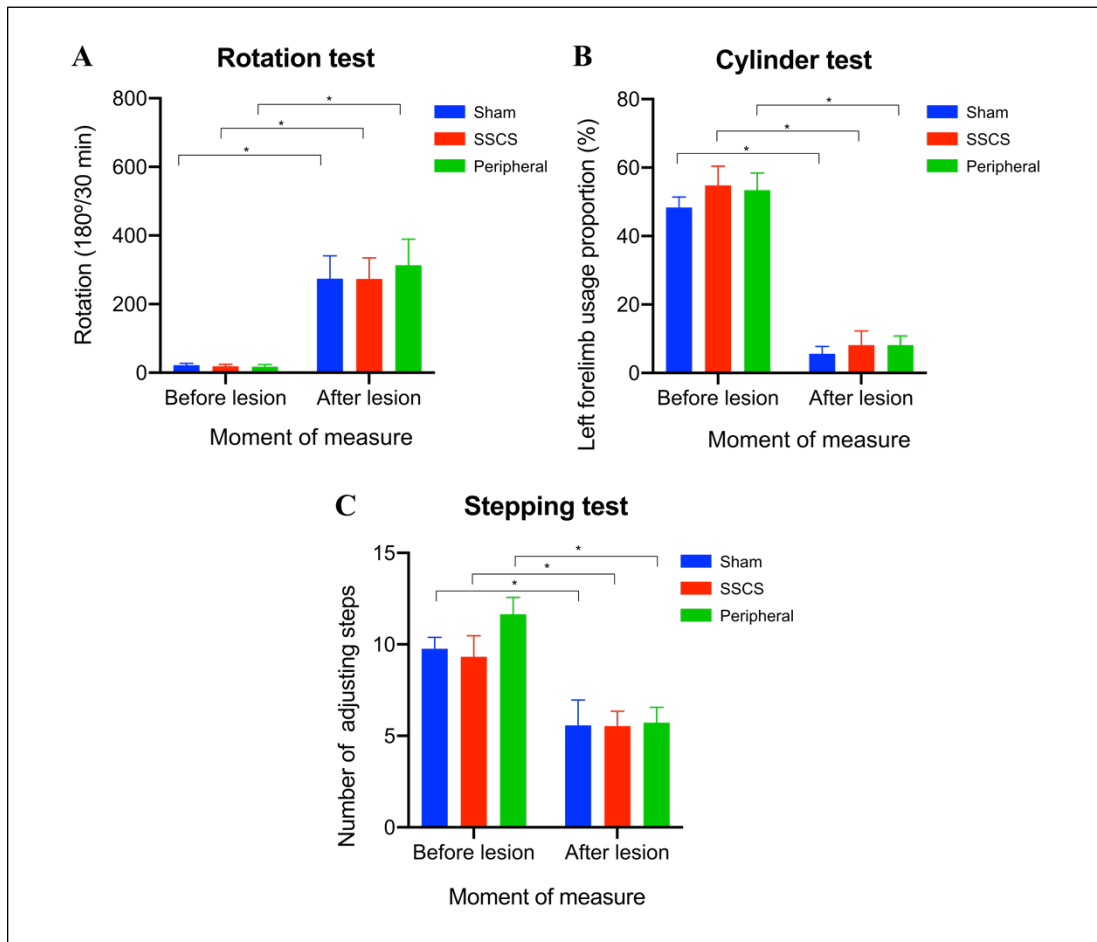 A
Rotation test
Rotation (180º/30 min)
800
600
400
200
0
*
*
*
Sham
SSCS
Peripheral
Before lesion
After lesion
Moment of measure
B
Cylinder test
Left forelimb usage proportion (%)
80
60
40
20
0
*
*
*
Sham
SSCS
Peripheral
Before lesion
After lesion
Moment of measure
C
Stepping test
Number of adjusting steps
15
10
5
0
*
*
*
Sham
SSCS
Peripheral
Before lesion
After lesion
Moment of measure